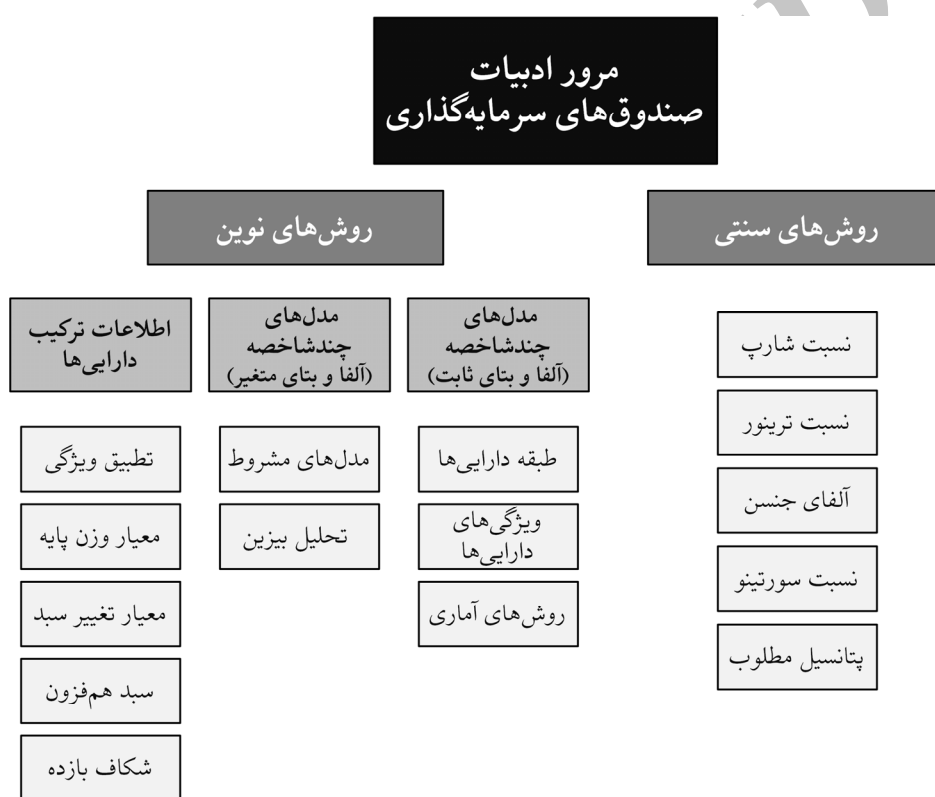 مرور ادبیات
صندوق‌های سرمایه‌گذاری
روش‌های سنتی
نسبت شارپ
نسبت ترینور
آلفای جنسن
نسبت سورتینو
پتانسیل مطلوب
روش‌های نوین
مدل‌های
چندشاخصه
(آلفا و بتای ثابت)
طبقه دارایی‌ها
ویژگی‌های
دارایی‌ها
روش‌های آماری
مدل‌های
چندشاخصه
(آلفا و بتای متغیر)
مدل‌های مشروط
تحلیل بیزین
اطلاعات ترکیب
دارایی‌ها
تطبیق ویژگی
معیار وزن پایه
معیار تغییر سبد
سبد هم‌فزون
شکاف بازده